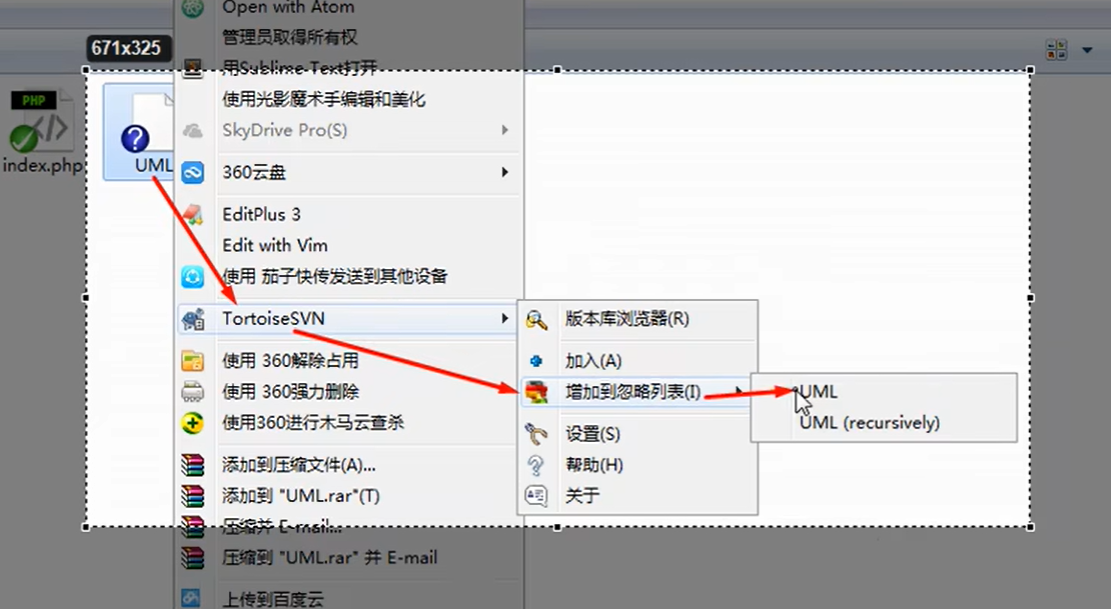 Open with Atom
管理员取得所有权
671x325
用Sublime Text打开
PHP
使用光影魔术手编辑和美化
SkyDrive Pro(S)
index.php
UML
360云盘
EditPlus 3
Edit with Vim
使用 茄子快传发送到其他设备
TortoiseSVN
版本库浏览器(R)
使用 360解除占用
加入(A)
使用 360强力删除
增加到忽略列表(I)
UML
使用360进行木马云查杀
设置(S)
UML (recursively)
添加到压缩文件(A)...
帮助(H)
添加到 "UML.rar"(T)
关于
压缩并 E-mail...
压缩到 "UML.rar" 并 E-mail
上传到百度云